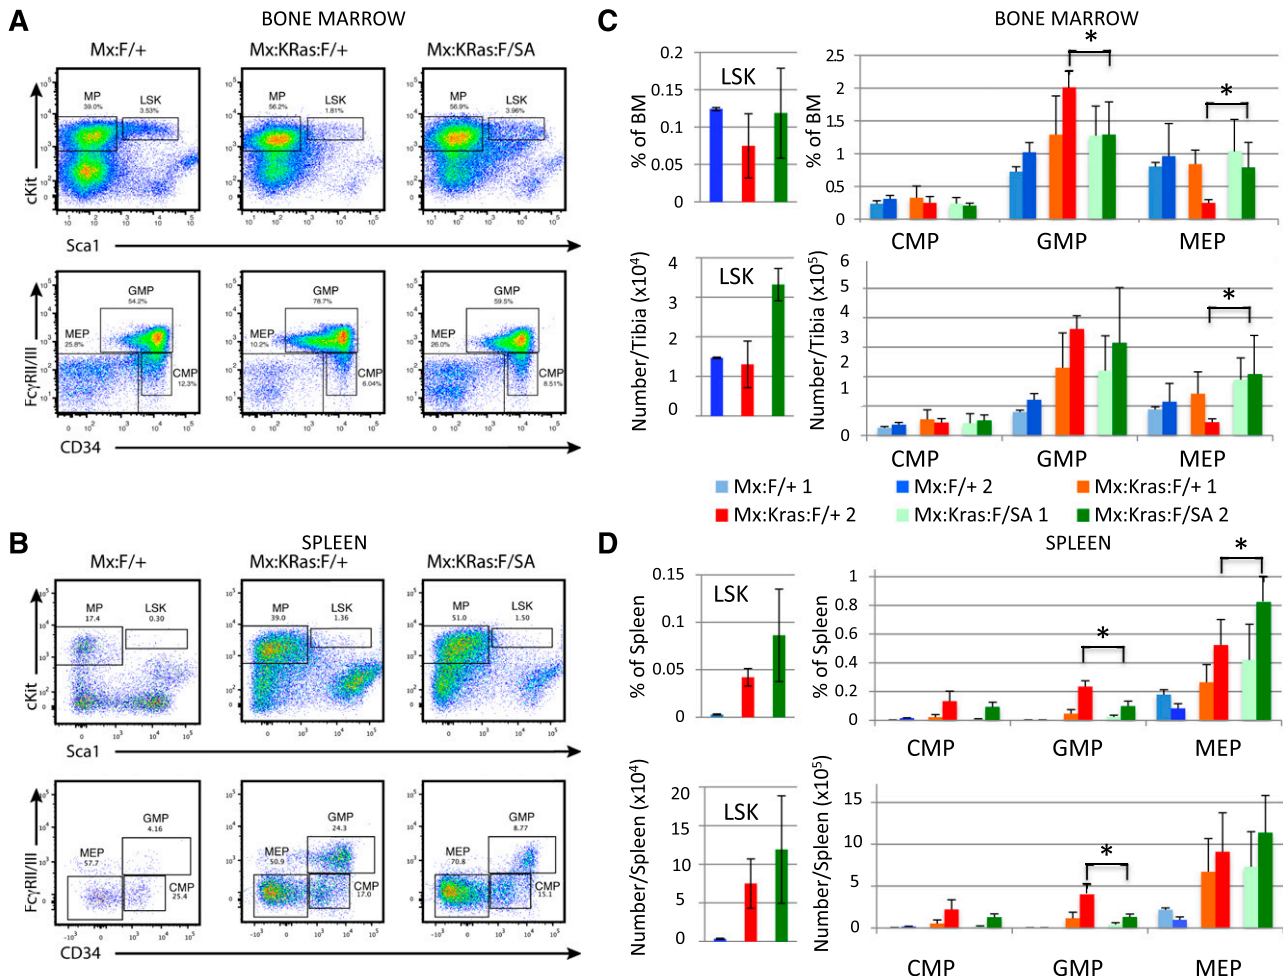 A
BONE MARROW
Mx:F/+
Mx:KRas:F/+
Mx:KRas:F/SA
MP
39.0%
LSK
3.53%
MP
56.2%
LSK
1.81%
MP
56.9%
LSK
3.96%
cKit
Sca1
GMP
54.2%
MEP
25.8%
CMP
12.3%
GMP
78.7%
MEP
10.2%
CMP
6.04%
GMP
59.5%
MEP
26.0%
CMP
8.51%
FcγRII/III
CD34
B
SPLEEN
Mx:F/+
Mx:KRas:F/+
Mx:KRas:F/SA
MP
17.4
LSK
0.30
MP
39.0
LSK
1.36
MP
51.0
LSK
1.50
cKit
Sca1
GMP
4.16
MEP
57.7
CMP
25.4
GMP
24.3
MEP
50.9
CMP
17.0
GMP
8.77
MEP
70.8
CMP
15.1
FcγRII/III
CD34
C
BONE MARROW
% of BM
0.2
0.15
0.1
0.05
0
LSK
% of BM
2.5
2
1.5
1
0.5
0
*
*
CMP
GMP
MEP
Number/Tibia (x10⁴)
4
3
2
1
0
LSK
Number/Tibia (x10⁵)
6
5
4
3
2
1
0
*
CMP
GMP
MEP
Mx:F/+ 1
Mx:F/+ 2
Mx:Kras:F/+ 1
Mx:Kras:F/+ 2
Mx:Kras:F/SA 1
Mx:Kras:F/SA 2
D
SPLEEN
% of Spleen
0.15
0.1
0.05
0
LSK
% of Spleen
1
0.8
0.6
0.4
0.2
0
*
*
CMP
GMP
MEP
Number/Spleen (x10⁴)
20
15
10
5
0
LSK
Number/Spleen (x10⁵)
15
10
5
0
*
CMP
GMP
MEP